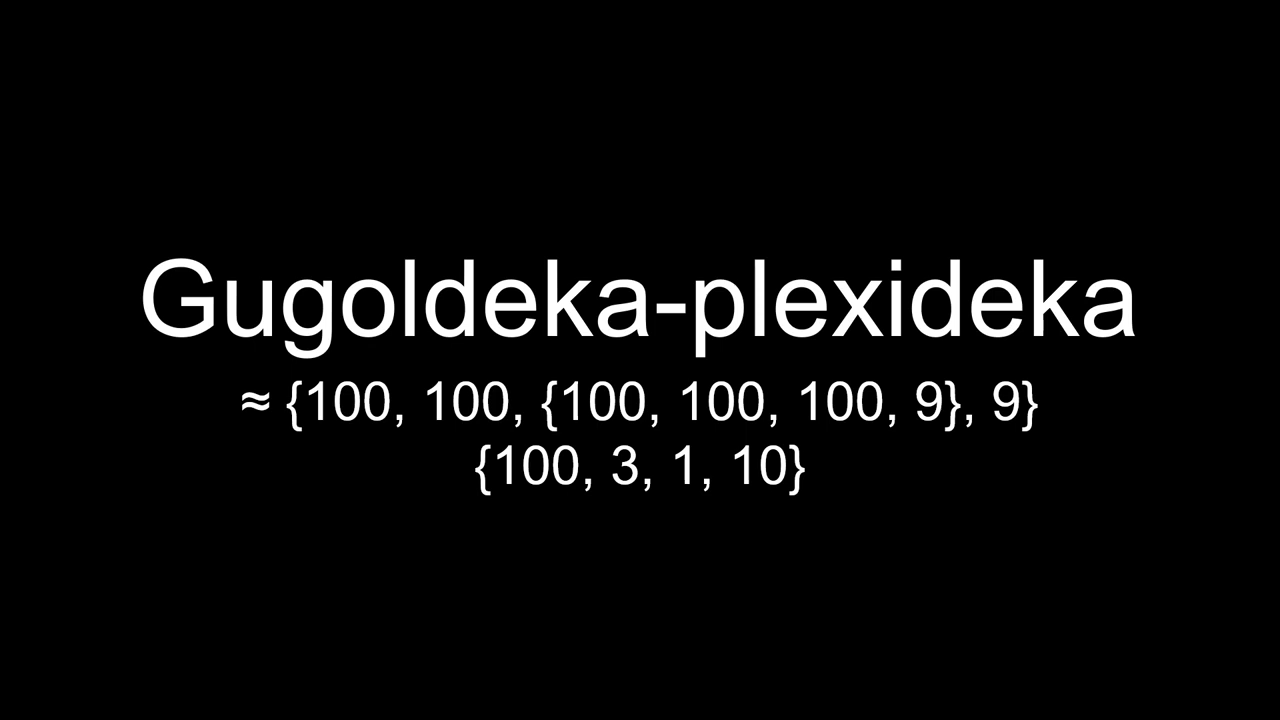 Gugoldeka-plexideka
≈ {100, 100, {100, 100, 100, 9}, 9}
{100, 3, 1, 10}